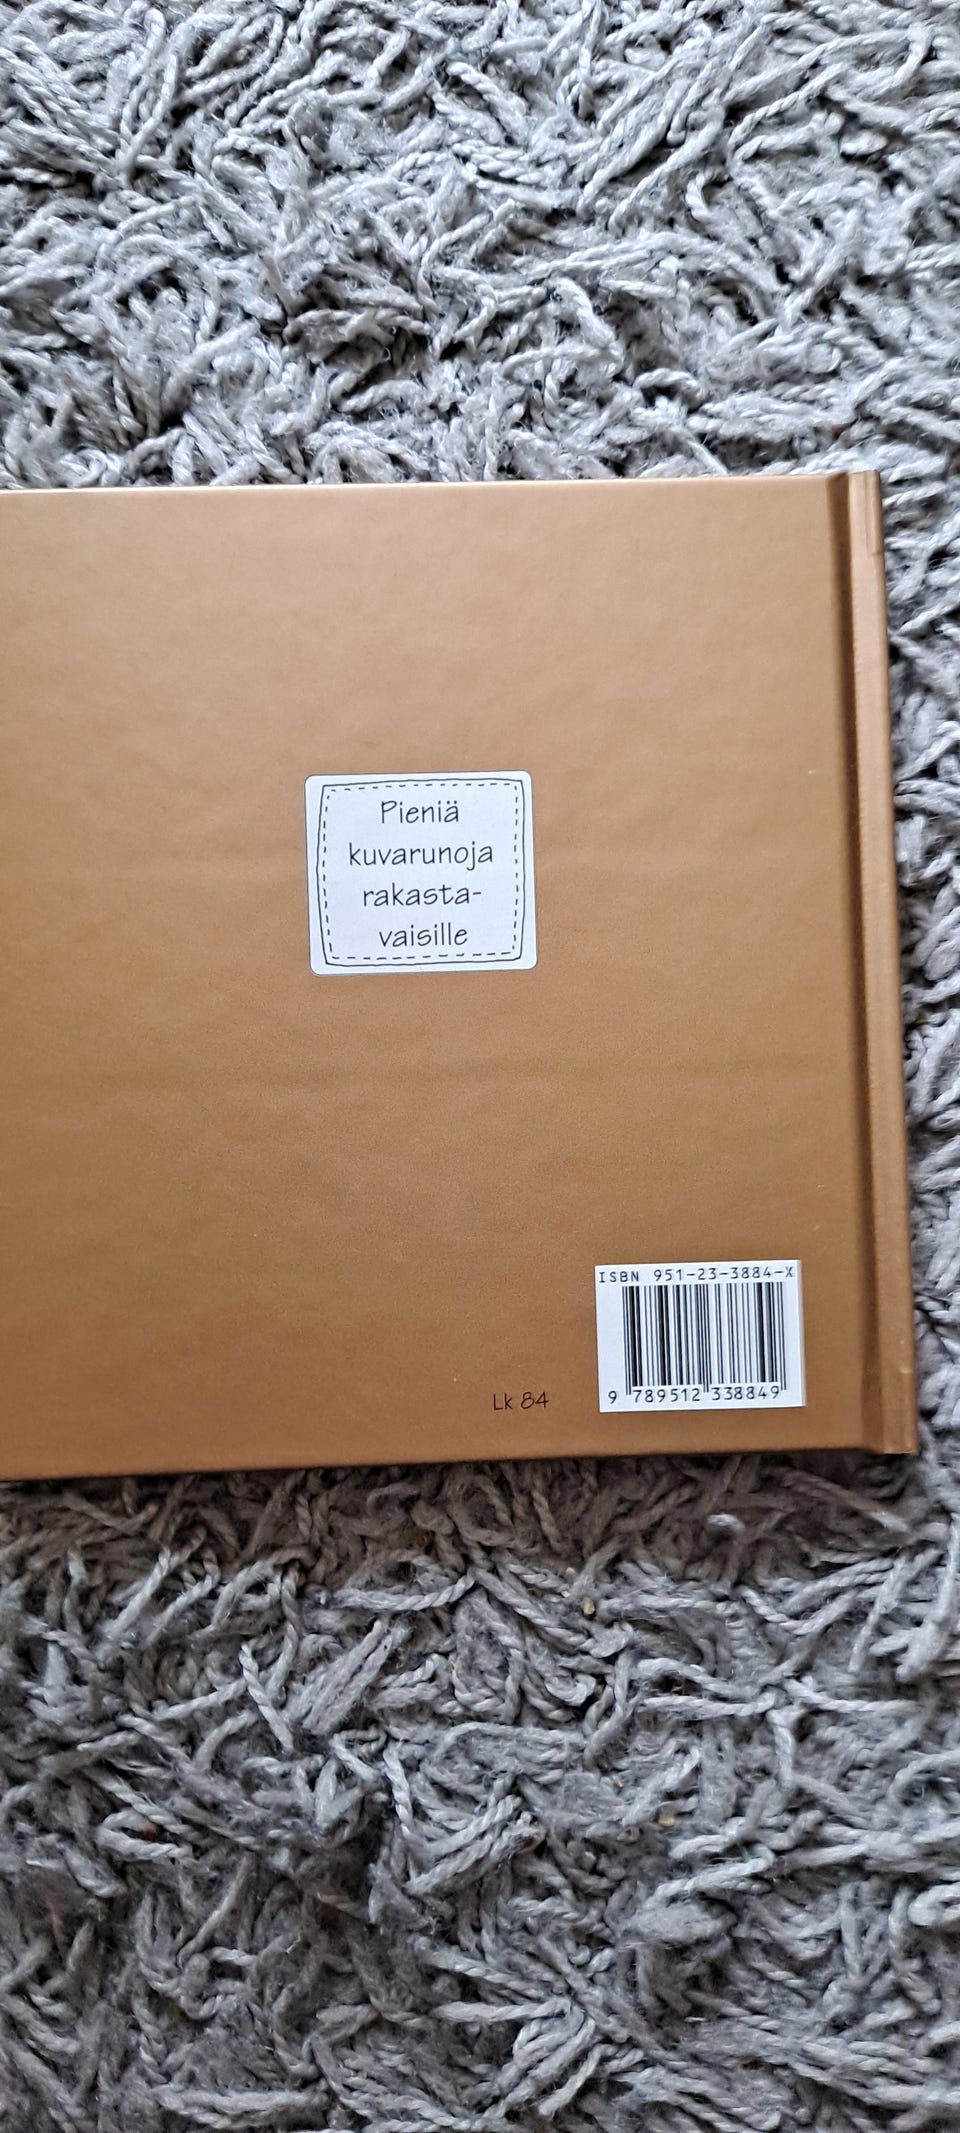 Pieniä
kuvarunoja
rakasta-
vaisille
ISBN 951-23-3884-X
9 789512 338849
Lk 84